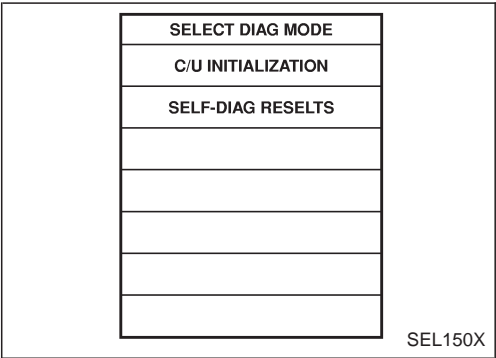 SELECT DIAG MODE
C/U INITIALIZATION
SELF-DIAG RESELTS
SEL150X